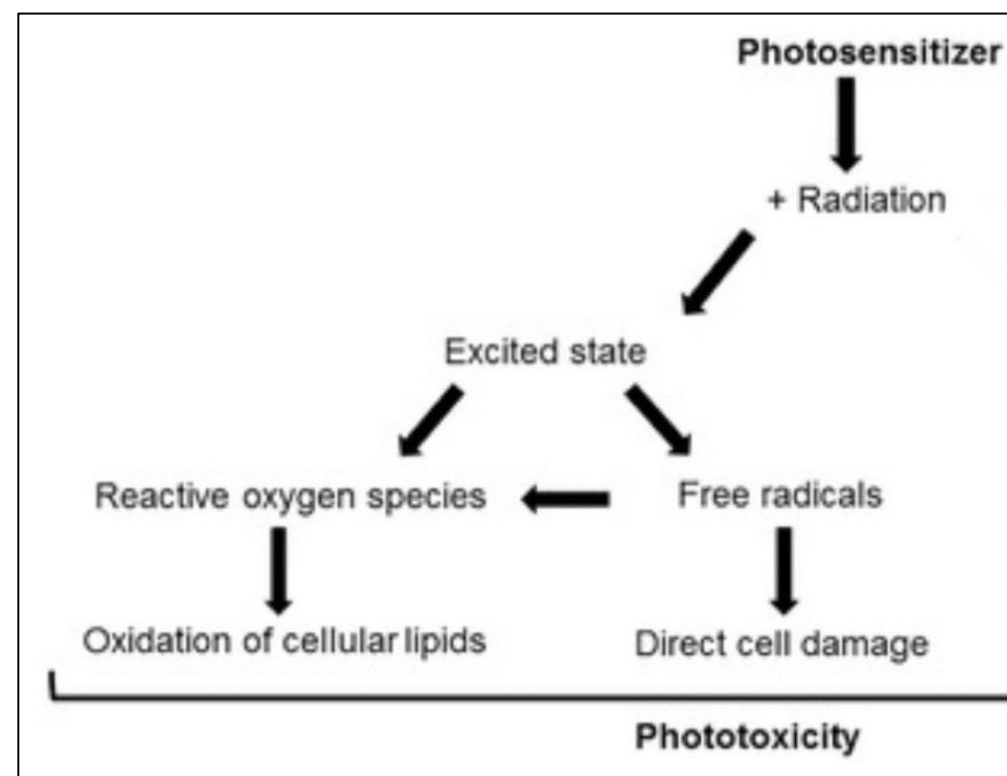 Photosensitizer
+ Radiation
Excited state
Reactive oxygen species
Free radicals
Oxidation of cellular lipids
Direct cell damage
Phototoxicity